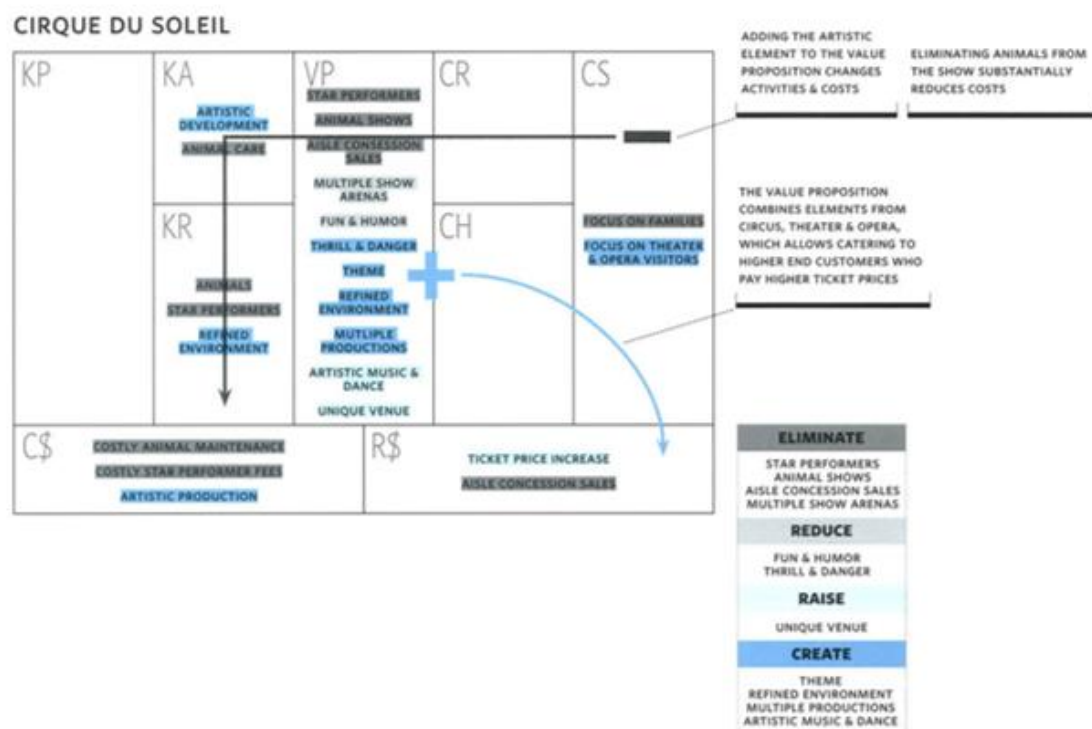 CIRQUE DU SOLEIL
KP
KA
ARTISTIC
DEVELOPMENT
ANIMAL CARE
VP
STAR PERFORMERS
ANIMAL SHOWS
AISLE CONSESSION
SALES
MULTIPLE SHOW
ARENAS
FUN & HUMOR
THRILL & DANGER
THEME
REFINED
ENVIRONMENT
MUTLIPLE
PRODUCTIONS
ARTISTIC MUSIC &
DANCE
UNIQUE VENUE
CR
CS
FOCUS ON FAMILIES
FOCUS ON THEATER
& OPERA VISITORS
KR
ANIMALS
STAR PERFORMERS
REFINED
ENVIRONMENT
CH
C$
COSTLY ANIMAL MAINTENANCE
COSTLY STAR PERFORMER FEES
ARTISTIC PRODUCTION
R$
TICKET PRICE INCREASE
AISLE CONCESSION SALES
ADDING THE ARTISTIC
ELEMENT TO THE VALUE
PROPOSITION CHANGES
ACTIVITIES & COSTS
ELIMINATING ANIMALS FROM
THE SHOW SUBSTANTIALLY
REDUCES COSTS
THE VALUE PROPOSITION
COMBINES ELEMENTS FROM
CIRCUS, THEATER & OPERA,
WHICH ALLOWS CATERING TO
HIGHER END CUSTOMERS WHO
PAY HIGHER TICKET PRICES
ELIMINATE
STAR PERFORMERS
ANIMAL SHOWS
AISLE CONCESSION SALES
MULTIPLE SHOW ARENAS
REDUCE
FUN & HUMOR
THRILL & DANGER
RAISE
UNIQUE VENUE
CREATE
THEME
REFINED ENVIRONMENT
MULTIPLE PRODUCTIONS
ARTISTIC MUSIC & DANCE